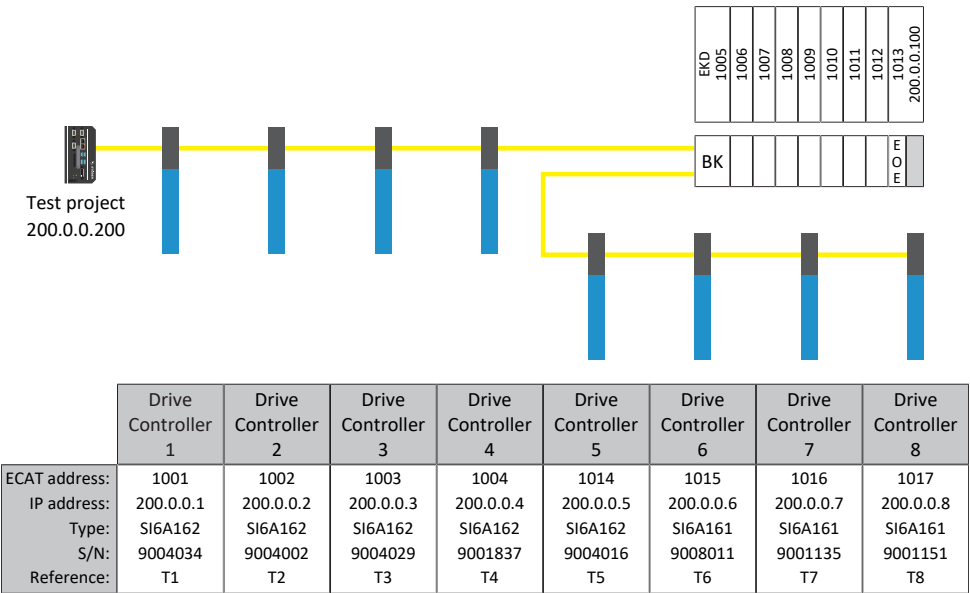 EKD
1005
1006
1007
1008
1009
1010
1011
1012
1013
200.0.0.100
BK
E
O
E
Test project
200.0.0.200
Drive Controller 1 Drive Controller 2 Drive Controller 3 Drive Controller 4 Drive Controller 5 Drive Controller 6 Drive Controller 7 Drive Controller 8
ECAT address: 1001 1002 1003 1004 1014 1015 1016 1017
IP address: 200.0.0.1 200.0.0.2 200.0.0.3 200.0.0.4 200.0.0.5 200.0.0.6 200.0.0.7 200.0.0.8
Type: SI6A162 SI6A162 SI6A162 SI6A162 SI6A162 SI6A161 SI6A161 SI6A161
S/N: 9004034 9004002 9004029 9001837 9004016 9008011 9001135 9001151
Reference: T1 T2 T3 T4 T5 T6 T7 T8